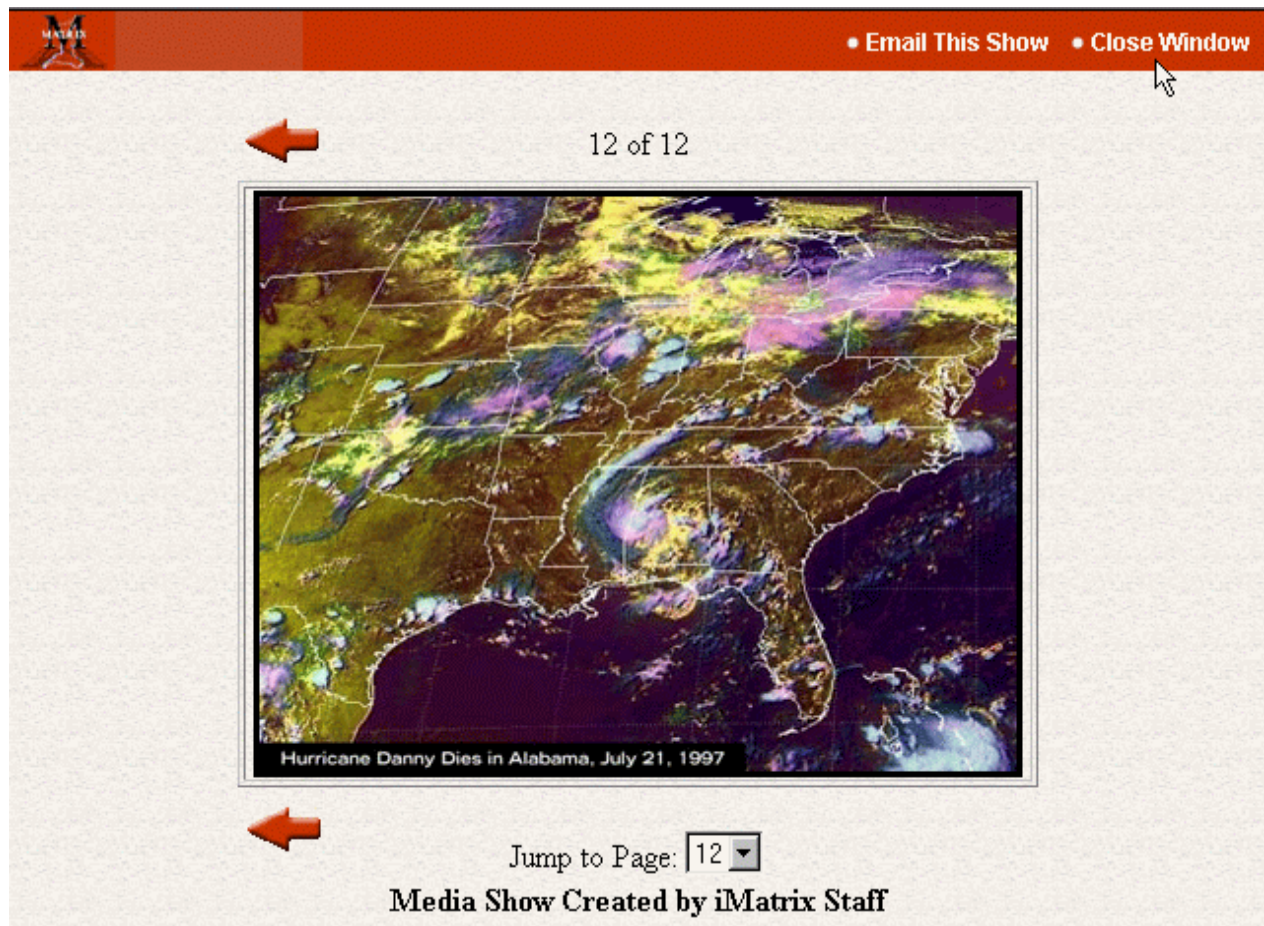 MATRIX
• Email This Show • Close Window
12 of 12
Hurricane Danny Dies in Alabama, July 21, 1997
Jump to Page: 12
Media Show Created by iMatrix Staff